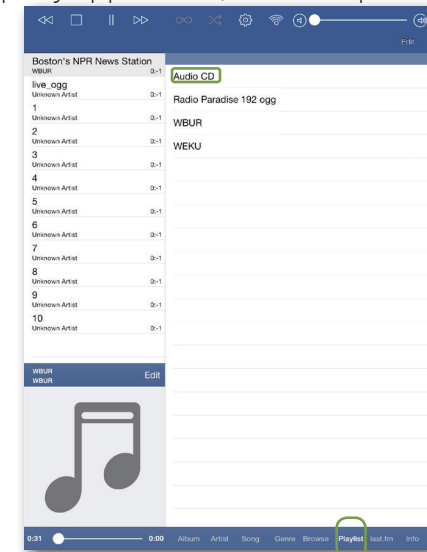 Edit
Boston's NPR News Station
WBUR 0:-1
live_ogg
Unknown Artist 0:-1
1
Unknown Artist 0:-1
2
Unknown Artist 0:-1
3
Unknown Artist 0:-1
4
Unknown Artist 0:-1
5
Unknown Artist 0:-1
6
Unknown Artist 0:-1
7
Unknown Artist 0:-1
8
Unknown Artist 0:-1
9
Unknown Artist 0:-1
10
Unknown Artist 0:-1
Audio CD
Radio Paradise 192 ogg
WBUR
WEKU
WBUR
WBUR
Edit
0:31 0:00
Album Artist Song Genre Browse Playlist last.fm Info